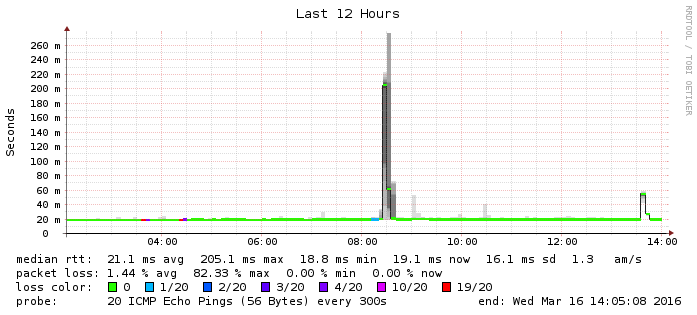 Last 12 Hours
RRDTOOL / TOBI OETIKER
Seconds
260 m
240 m
220 m
200 m
180 m
160 m
140 m
120 m
100 m
80 m
60 m
40 m
20 m
0
04:00 06:00 08:00 10:00 12:00 14:00
median rtt: 21.1 ms avg 205.1 ms max 18.8 ms min 19.1 ms now 16.1 ms sd 1.3 am/s
packet loss: 1.44 % avg 82.33 % max 0.00 % min 0.00 % now
loss color: 0 1/20 2/20 3/20 4/20 10/20 19/20
probe: 20 ICMP Echo Pings (56 Bytes) every 300s end: Wed Mar 16 14:05:08 2016